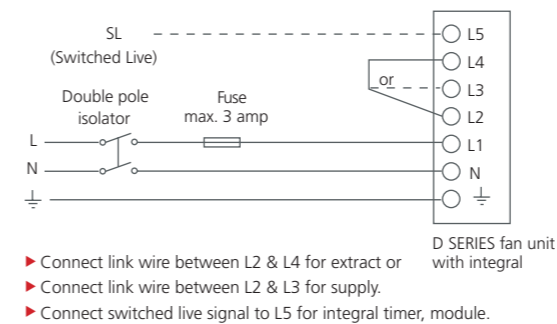 SL
(Switched Live)
Double pole
isolator
Fuse
max. 3 amp
L
N
or
L5
L4
L3
L2
L1
N
D SERIES fan unit
with integral
Connect link wire between L2 & L4 for extract or
Connect link wire between L2 & L3 for supply.
Connect switched live signal to L5 for integral timer, module.